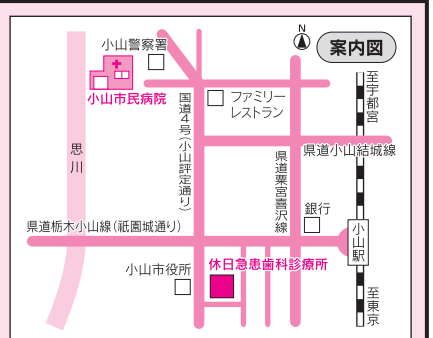 N
案内図
小山警察署
小山市民病院
国道4号(小山評定通り)
ファミリー
レストラン
至宇都宮
思川
県道小山結城線
県道粟宮喜沢線
銀行
県道栃木小山線(祇園城通り)
小山駅
小山市役所
休日急患歯科診療所
至東京